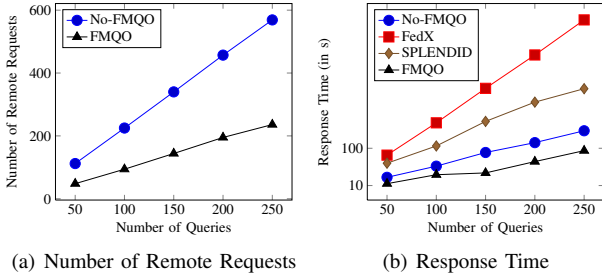 600
400
200
0
Number of Remote Requests
No-FMQO
FMQO
50 100 150 200 250
Number of Queries
(a) Number of Remote Requests
100
10
Response Time (in s)
No-FMQO
FedX
SPLENDID
FMQO
50 100 150 200 250
Number of Queries
(b) Response Time